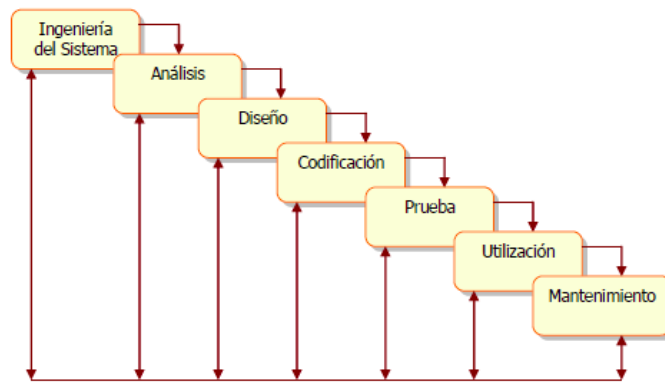 Ingeniería
del Sistema
Análisis
Diseño
Codificación
Prueba
Utilización
Mantenimiento